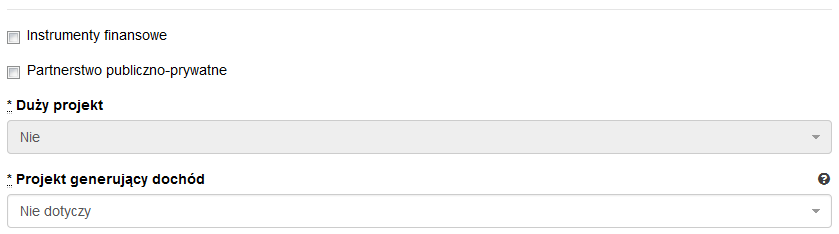 Instrumenty finansowe
Partnerstwo publiczno-prywatne
* Duży projekt
Nie
* Projekt generujący dochód
Nie dotyczy